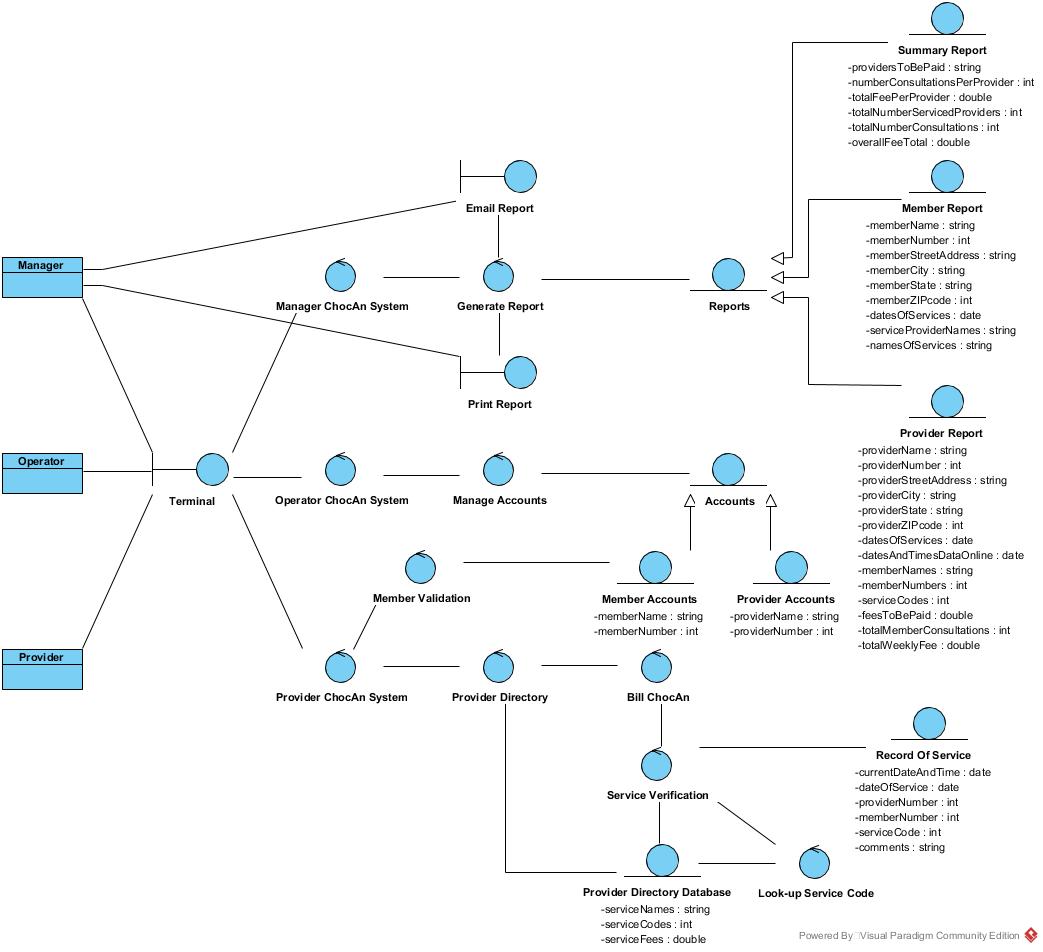 Summary Report
-providersToBePaid : string
-numberConsultationsPerProvider : int
-totalFeePerProvider : double
-totalNumberServicedProviders : int
-totalNumberConsultations : int
-overallFeeTotal : double
Email Report
Member Report
-memberName : string
-memberNumber : int
-memberStreetAddress : string
-memberCity : string
-memberState : string
-memberZIPcode : int
-datesOfServices : date
-serviceProviderNames : string
-namesOfServices : string
Manager
Manager ChocAn System
Generate Report
Reports
Print Report
Provider Report
-providerName : string
-providerNumber : int
-providerStreetAddress : string
-providerCity : string
-providerState : string
-providerZIPcode : int
-datesOfServices : date
-datesAndTimesDataOnline : date
-memberNames : string
-memberNumbers : int
-serviceCodes : int
-feesToBePaid : double
-totalMemberConsultations : int
-totalWeeklyFee : double
Operator
Terminal
Operator ChocAn System
Manage Accounts
Accounts
Member Validation
Member Accounts
-memberName : string
-memberNumber : int
Provider Accounts
-providerName : string
-providerNumber : int
Provider
Provider ChocAn System
Provider Directory
Bill ChocAn
Service Verification
Record Of Service
-currentDateAndTime : date
-dateOfService : date
-providerNumber : int
-memberNumber : int
-serviceCode : int
-comments : string
Provider Directory Database
-serviceNames : string
-serviceCodes : int
-serviceFees : double
Look-up Service Code
Powered By Visual Paradigm Community Edition